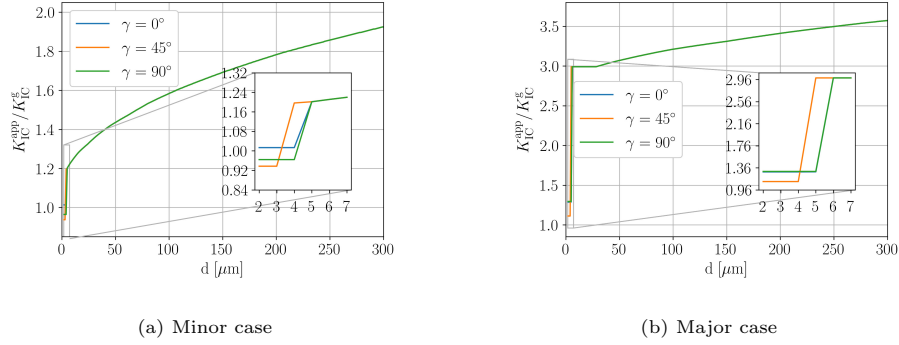 2.0
1.8
1.6
1.4
1.2
1.0
K_IC^app/K_IC^g
γ = 0°
γ = 45°
γ = 90°
1.32
1.24
1.16
1.08
1.00
0.92
0.84
2 3 4 5 6 7
0 50 100 150 200 250 300
d [μm]
(a) Minor case
3.5
3.0
2.5
2.0
1.5
1.0
K_IC^app/K_IC^g
γ = 0°
γ = 45°
γ = 90°
2.96
2.56
2.16
1.76
1.36
0.96
2 3 4 5 6 7
0 50 100 150 200 250 300
d [μm]
(b) Major case